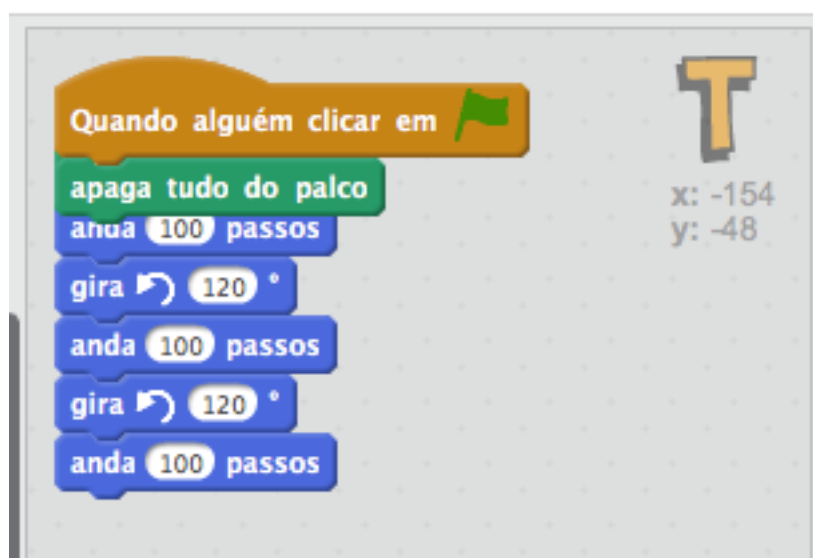 Quando alguém clicar em
apaga tudo do palco
anda 100 passos
gira 120 °
anda 100 passos
gira 120 °
anda 100 passos
T
x: -154
y: -48